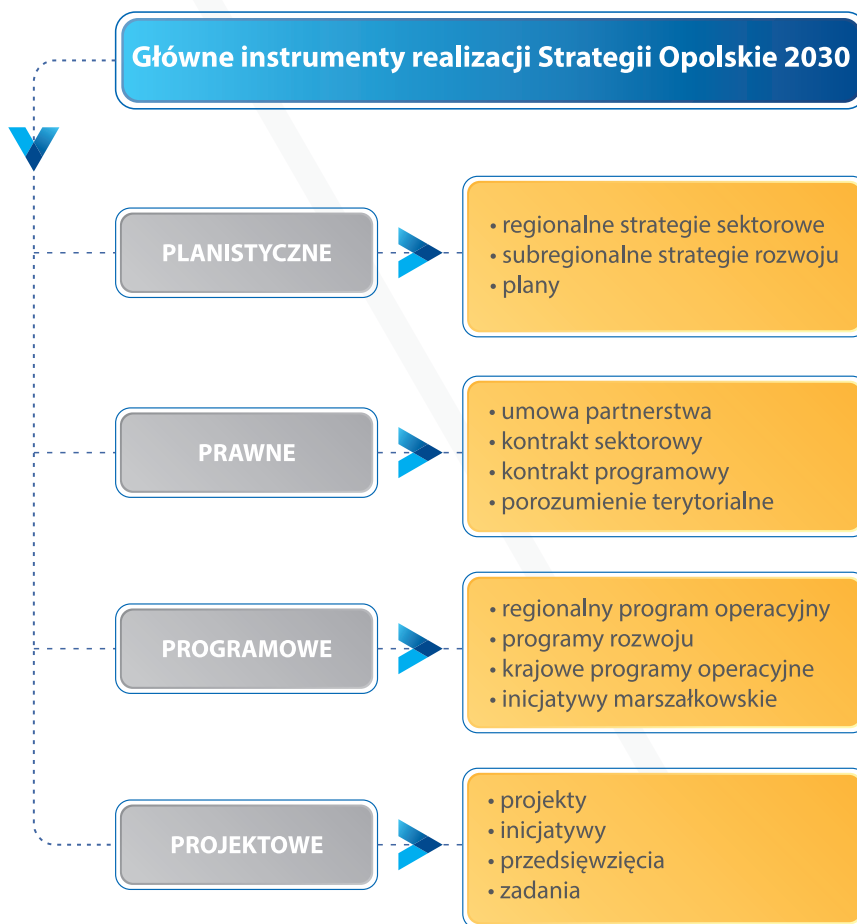 Główne instrumenty realizacji Strategii Opolskie 2030
PLANISTYCZNE
• regionalne strategie sektorowe
• subregionalne strategie rozwoju
• plany
PRAWNE
• umowa partnerstwa
• kontrakt sektorowy
• kontrakt programowy
• porozumienie terytorialne
PROGRAMOWE
• regionalny program operacyjny
• programy rozwoju
• krajowe programy operacyjne
• inicjatywy marszałkowskie
PROJEKTOWE
• projekty
• inicjatywy
• przedsięwzięcia
• zadania